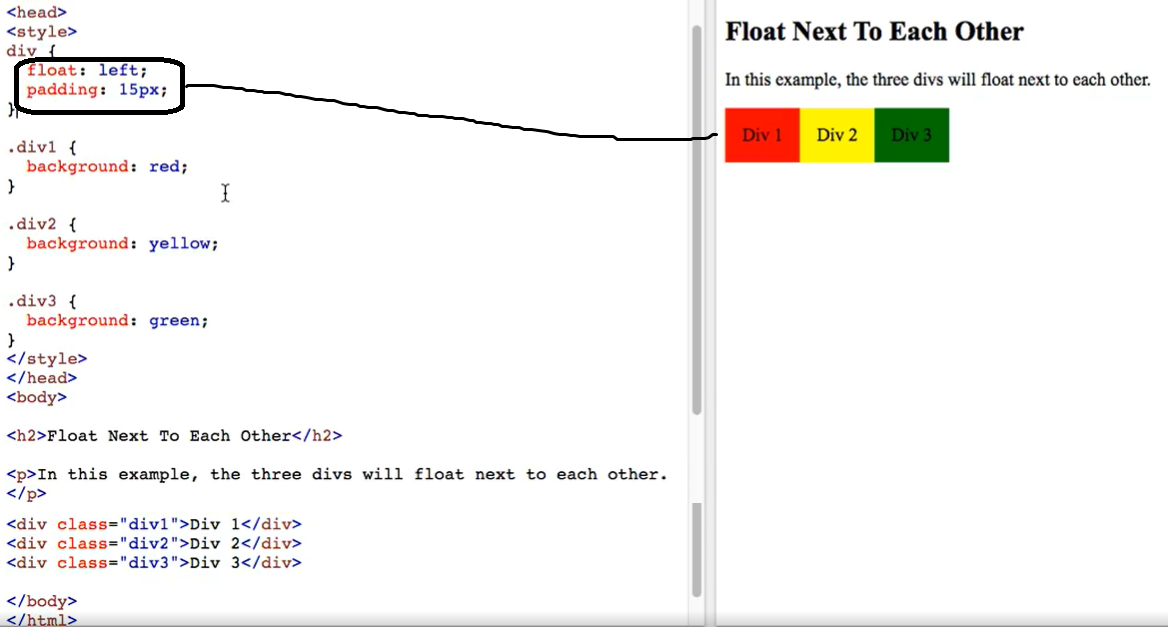 <head>
<style>
div {
  float: left;
  padding: 15px;
}
.div1 {
  background: red;
}
.div2 {
  background: yellow;
}
.div3 {
  background: green;
}
</style>
</head>
<body>
<h2>Float Next To Each Other</h2>
<p>In this example, the three divs will float next to each other.
</p>
<div class="div1">Div 1</div>
<div class="div2">Div 2</div>
<div class="div3">Div 3</div>
</body>
</html>
Float Next To Each Other
In this example, the three divs will float next to each other.
Div 1 Div 2 Div 3